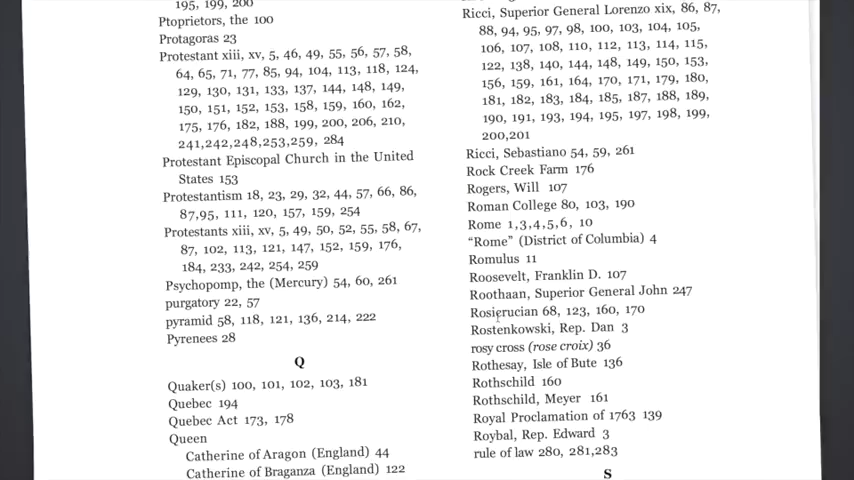 195, 199, 200
Ptoprietors, the 100
Protagoras 23
Protestant xiii, xv, 5, 46, 49, 55, 56, 57, 58,
64, 65, 71, 77, 85, 94, 104, 113, 118, 124,
129, 130, 131, 133, 137, 144, 148, 149,
150, 151, 152, 153, 158, 159, 160, 162,
175, 176, 182, 188, 199, 200, 206, 210,
241,242,248,253,259, 284
Protestant Episcopal Church in the United
States 153
Protestantism 18, 23, 29, 32, 44, 57, 66, 86,
87,95, 111, 120, 157, 159, 254
Protestants xiii, xv, 5, 49, 50, 52, 55, 58, 67,
87, 102, 113, 121, 147, 152, 159, 176,
184, 233, 242, 254, 259
Psychopomp, the (Mercury) 54, 60, 261
purgatory 22, 57
pyramid 58, 118, 121, 136, 214, 222
Pyrenees 28
Q
Quaker(s) 100, 101, 102, 103, 181
Quebec 194
Quebec Act 173, 178
Queen
Catherine of Aragon (England) 44
Catherine of Braganza (England) 122
Ricci, Superior General Lorenzo xix, 86, 87,
88, 94, 95, 97, 98, 100, 103, 104, 105,
106, 107, 108, 110, 112, 113, 114, 115,
122, 138, 140, 144, 148, 149, 150, 153,
156, 159, 161, 164, 170, 171, 179, 180,
181, 182, 183, 184, 185, 187, 188, 189,
190, 191, 193, 194, 195, 197, 198, 199,
200,201
Ricci, Sebastiano 54, 59, 261
Rock Creek Farm 176
Rogers, Will 107
Roman College 80, 103, 190
Rome 1,3,4,5,6, 10
“Rome” (District of Columbia) 4
Romulus 11
Roosevelt, Franklin D. 107
Roothaan, Superior General John 247
Rosicrucian 68, 123, 160, 170
Rostenkowski, Rep. Dan 3
rosy cross (rose croix) 36
Rothesay, Isle of Bute 136
Rothschild 160
Rothschild, Meyer 161
Royal Proclamation of 1763 139
Roybal, Rep. Edward 3
rule of law 280, 281,283
S